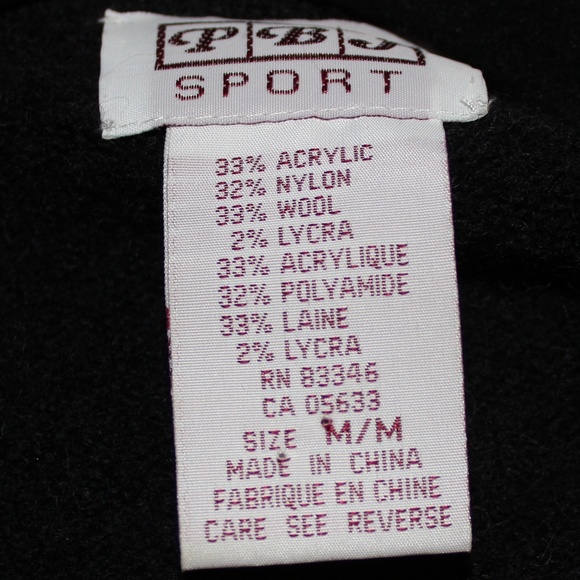 PBJ
SPORT
33% ACRYLIC
32% NYLON
33% WOOL
2% LYCRA
33% ACRYLIQUE
32% POLYAMIDE
33% LAINE
2% LYCRA
RN 83346
CA 05633
SIZE M/M
MADE IN CHINA
FABRIQUE EN CHINE
CARE SEE REVERSE